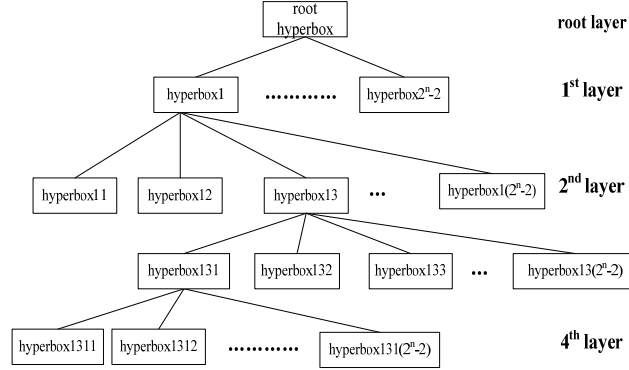 root
hyperbox
root layer
hyperbox1
............
hyperbox2ⁿ-2
1ˢᵗ layer
hyperbox11
hyperbox12
hyperbox13
...
hyperbox1(2ⁿ-2)
2ⁿᵈ layer
hyperbox131
hyperbox132
hyperbox133
...
hyperbox13(2ⁿ-2)
hyperbox1311
hyperbox1312
............
hyperbox131(2ⁿ-2)
4ᵗʰ layer